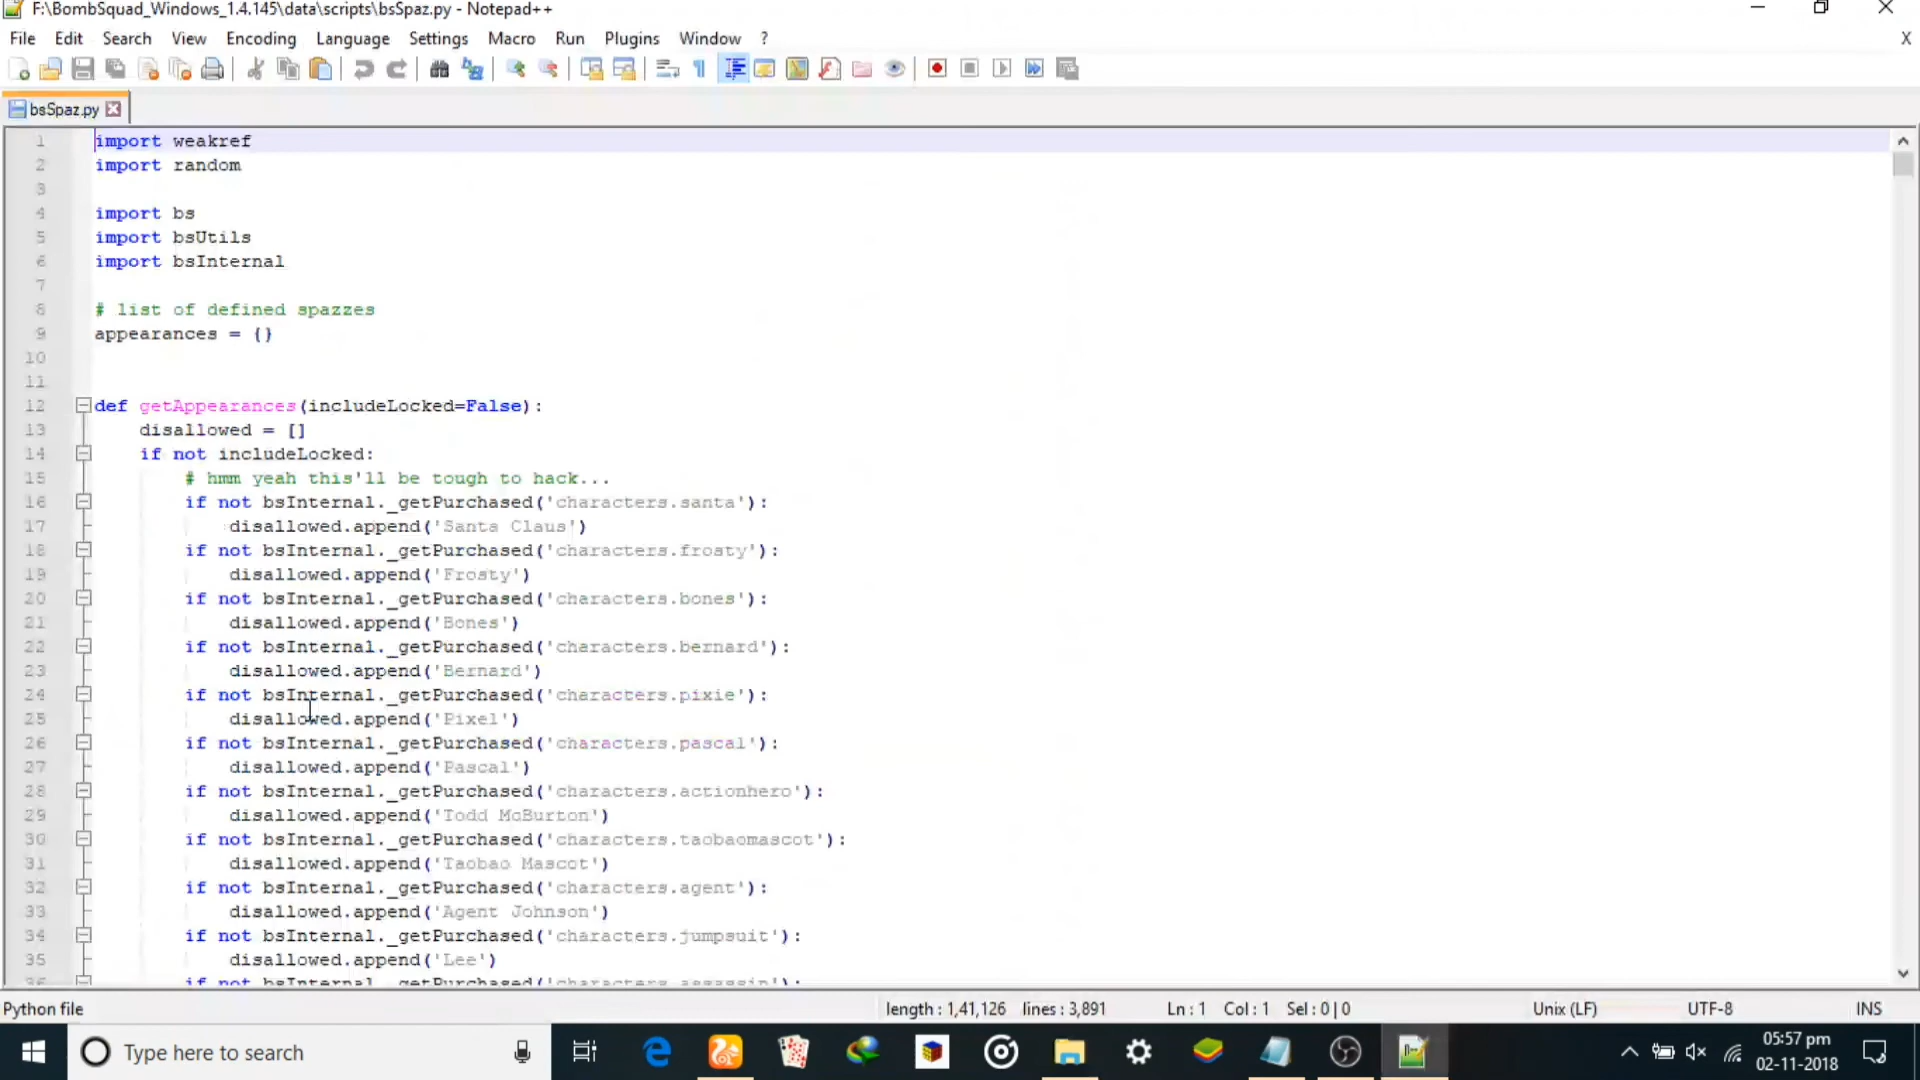 F:\BombSquad_Windows_1.4.145\data\scripts\bsSpaz.py - Notepad++
File Edit Search View Encoding Language Settings Macro Run Plugins Window ? X
bsSpaz.py
1 import weakref
2 import random
3
4 import bs
5 import bsUtils
6 import bsInternal
7
8 # list of defined spazzes
9 appearances = {}
10
11
12 def getAppearances(includeLocked=False):
13 disallowed = []
14 if not includeLocked:
15 # hmm yeah this'll be tough to hack...
16 if not bsInternal._getPurchased('characters.santa'):
17 disallowed.append('Santa Claus')
18 if not bsInternal._getPurchased('characters.frosty'):
19 disallowed.append('Frosty')
20 if not bsInternal._getPurchased('characters.bones'):
21 disallowed.append('Bones')
22 if not bsInternal._getPurchased('characters.bernard'):
23 disallowed.append('Bernard')
24 if not bsInternal._getPurchased('characters.pixie'):
25 disallowed.append('Pixel')
26 if not bsInternal._getPurchased('characters.pascal'):
27 disallowed.append('Pascal')
28 if not bsInternal._getPurchased('characters.actionhero'):
29 disallowed.append('Todd McBurton')
30 if not bsInternal._getPurchased('characters.taobaomascot'):
31 disallowed.append('Taobao Mascot')
32 if not bsInternal._getPurchased('characters.agent'):
33 disallowed.append('Agent Johnson')
34 if not bsInternal._getPurchased('characters.jumpsuit'):
35 disallowed.append('Lee')
36 if not bsInternal._getPurchased('characters.assassin'):
Python file length : 1,41,126 lines : 3,891 Ln : 1 Col : 1 Sel : 0 | 0 Unix (LF) UTF-8 INS
Type here to search
05:57 pm
02-11-2018